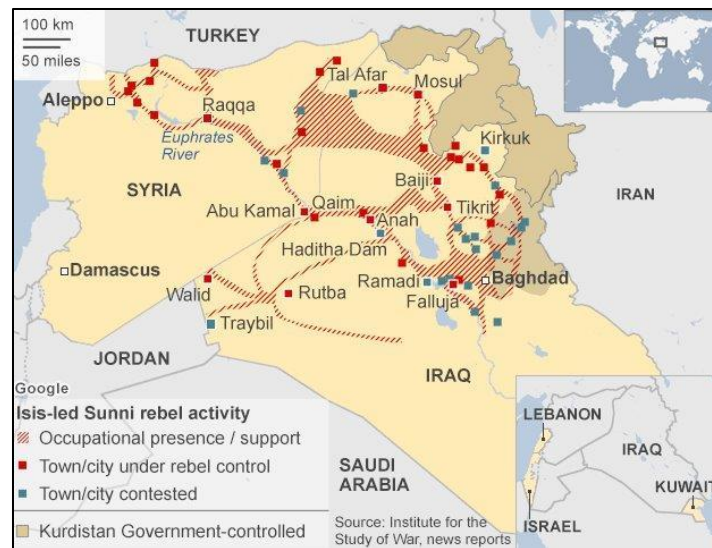 100 km
50 miles
TURKEY
Tal Afar
Mosul
Aleppo
Raqqa
Kirkuk
Euphrates
River
SYRIA
Baiji
IRAN
Abu Kamal
Qaim
Tikrit
Anah
Haditha Dam
Damascus
Ramadi
Baghdad
Walid
Rutba
Falluja
Traybil
JORDAN
IRAQ
Google
Isis-led Sunni rebel activity
Occupational presence / support
Town/city under rebel control
Town/city contested
Kurdistan Government-controlled
SAUDI
ARABIA
Source: Institute for the
Study of War, news reports
LEBANON
IRAQ
KUWAIT
ISRAEL